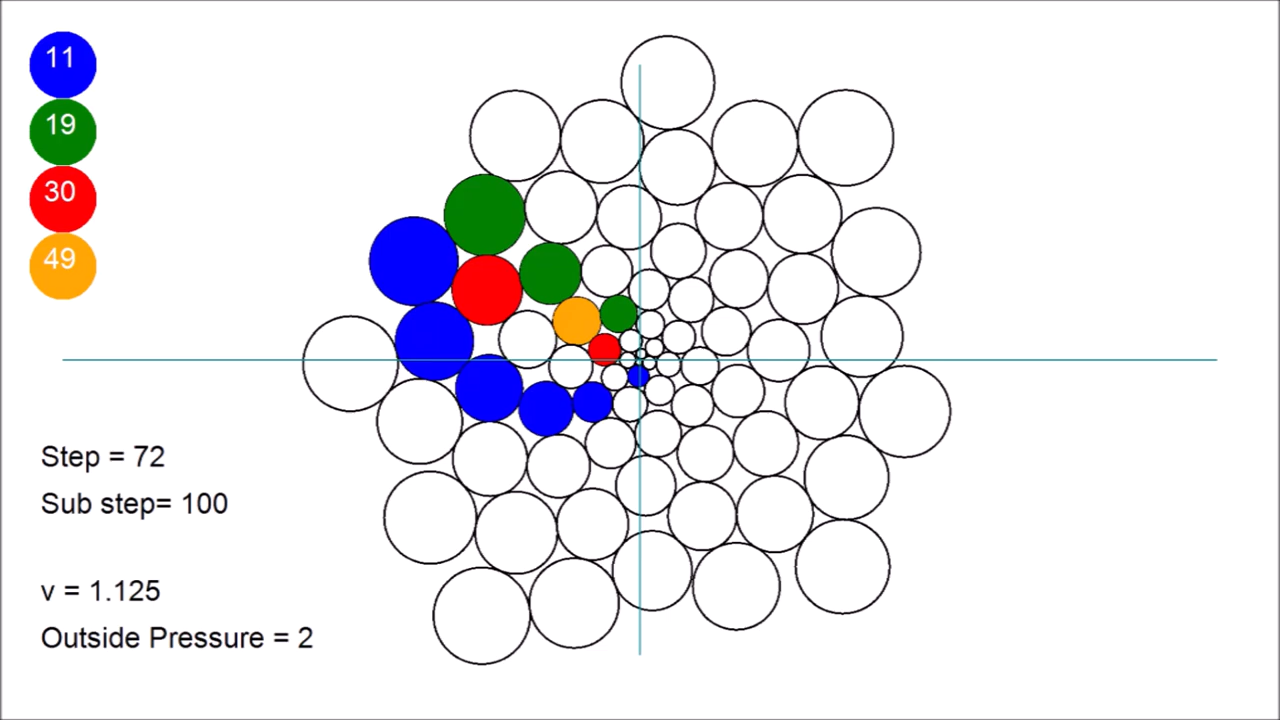 11
19
30
49
Step = 72
Sub step= 100
v = 1.125
Outside Pressure = 2